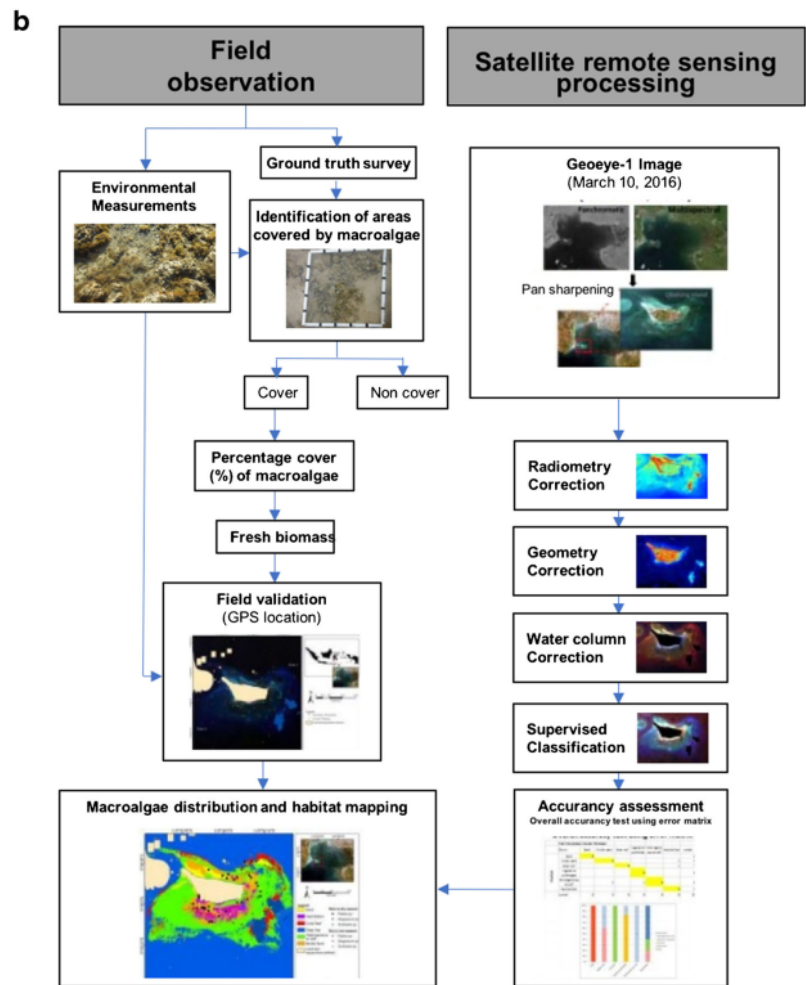 b
Field
observation
Satellite remote sensing
processing
Ground truth survey
Environmental
Measurements
Identification of areas
covered by macroalgae
Cover
Non cover
Percentage cover
(%) of macroalgae
Fresh biomass
Field validation
(GPS location)
Macroalgae distribution and habitat mapping
Geoeye-1 Image
(March 10, 2016)
Panchromatic
Multispectral
Pan sharpening
Radiometry
Correction
Geometry
Correction
Water column
Correction
Supervised
Classification
Accurancy assessment
Overall accurancy test using error matrix